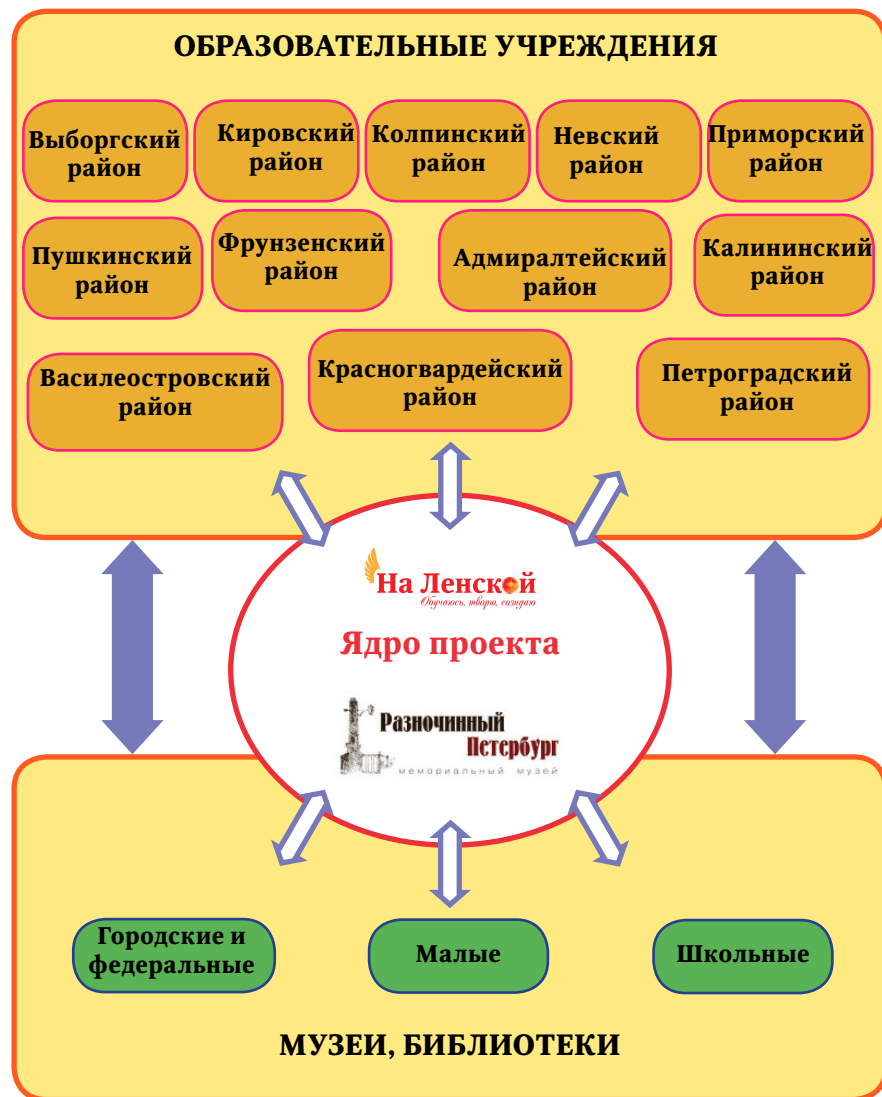 ОБРАЗОВАТЕЛЬНЫЕ УЧРЕЖДЕНИЯ
Выборгский
район
Кировский
район
Колпинский
район
Невский
район
Приморский
район
Пушкинский
район
Фрунзенский
район
Адмиралтейский
район
Калининский
район
Василеостровский
район
Красногвардейский
район
Петроградский
район
На Ленской
Обучаюсь, творю, созидаю
Ядро проекта
Разночинный
Петербург
мемориальный музей
Городские и
федеральные
Малые
Школьные
МУЗЕИ, БИБЛИОТЕКИ